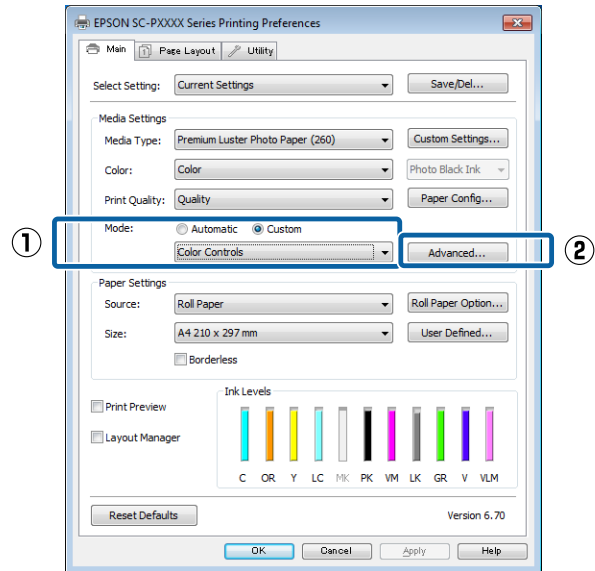 EPSON SC-PXXXX Series Printing Preferences
Main Page Layout Utility
Select Setting: Current Settings Save/Del...
Media Settings
Media Type: Premium Luster Photo Paper (260) Custom Settings...
Color: Color Photo Black Ink
Print Quality: Quality Paper Config...
Mode: Automatic Custom
① Color Controls Advanced... ②
Paper Settings
Source: Roll Paper Roll Paper Option...
Size: A4 210 x 297 mm User Defined...
Borderless
Ink Levels
Print Preview
Layout Manager
C OR Y LC MK PK VM LK GR V VLM
Reset Defaults Version 6.70
OK Cancel Apply Help